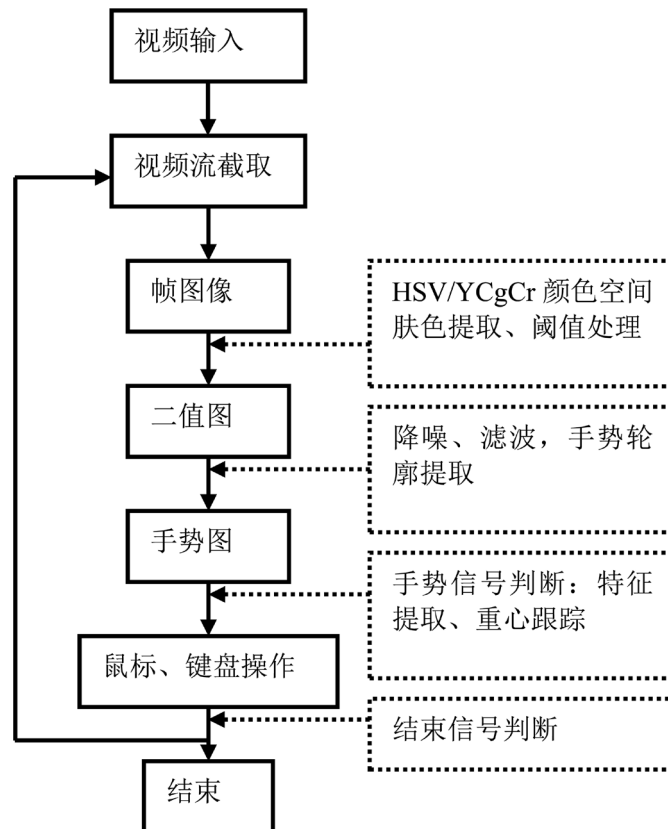 视频输入
视频流截取
帧图像
HSV/YCgCr 颜色空间
肤色提取、阈值处理
二值图
降噪、滤波，手势轮
廓提取
手势图
手势信号判断：特征
提取、重心跟踪
鼠标、键盘操作
结束信号判断
结束